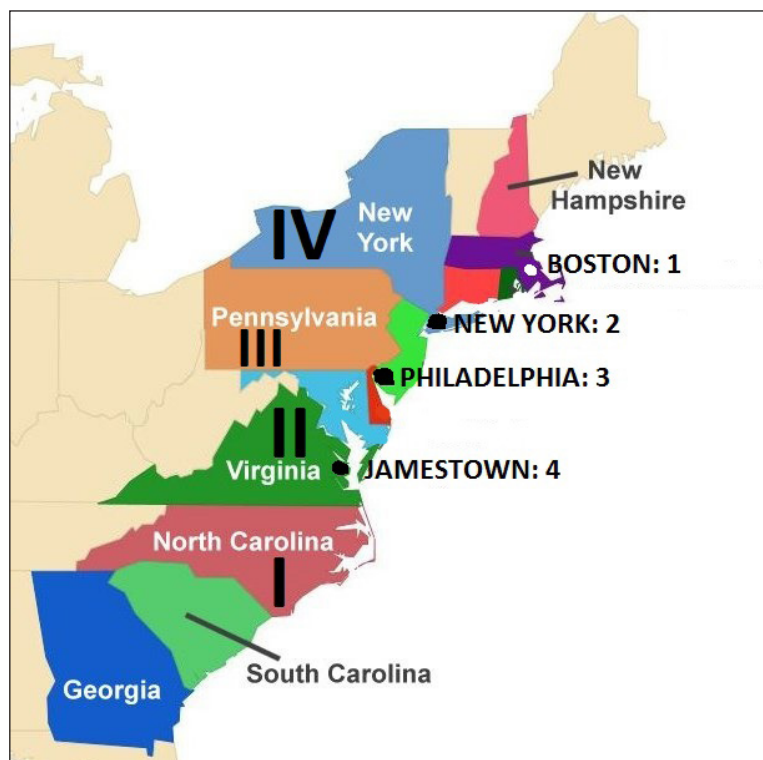 New
Hampshire
IV
New
York
BOSTON: 1
Pennsylvania
NEW YORK: 2
III
PHILADELPHIA: 3
II
Virginia
JAMESTOWN: 4
North Carolina
I
South Carolina
Georgia